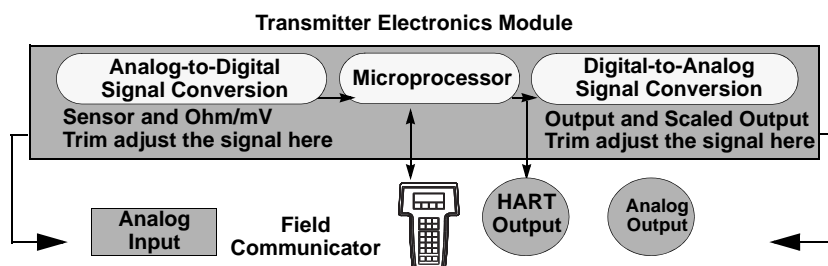 Transmitter Electronics Module
Analog-to-Digital
Signal Conversion
Microprocessor
Digital-to-Analog
Signal Conversion
Sensor and Ohm/mV
Trim adjust the signal here
Output and Scaled Output
Trim adjust the signal here
Analog
Input
Field
Communicator
HART
Output
Analog
Output